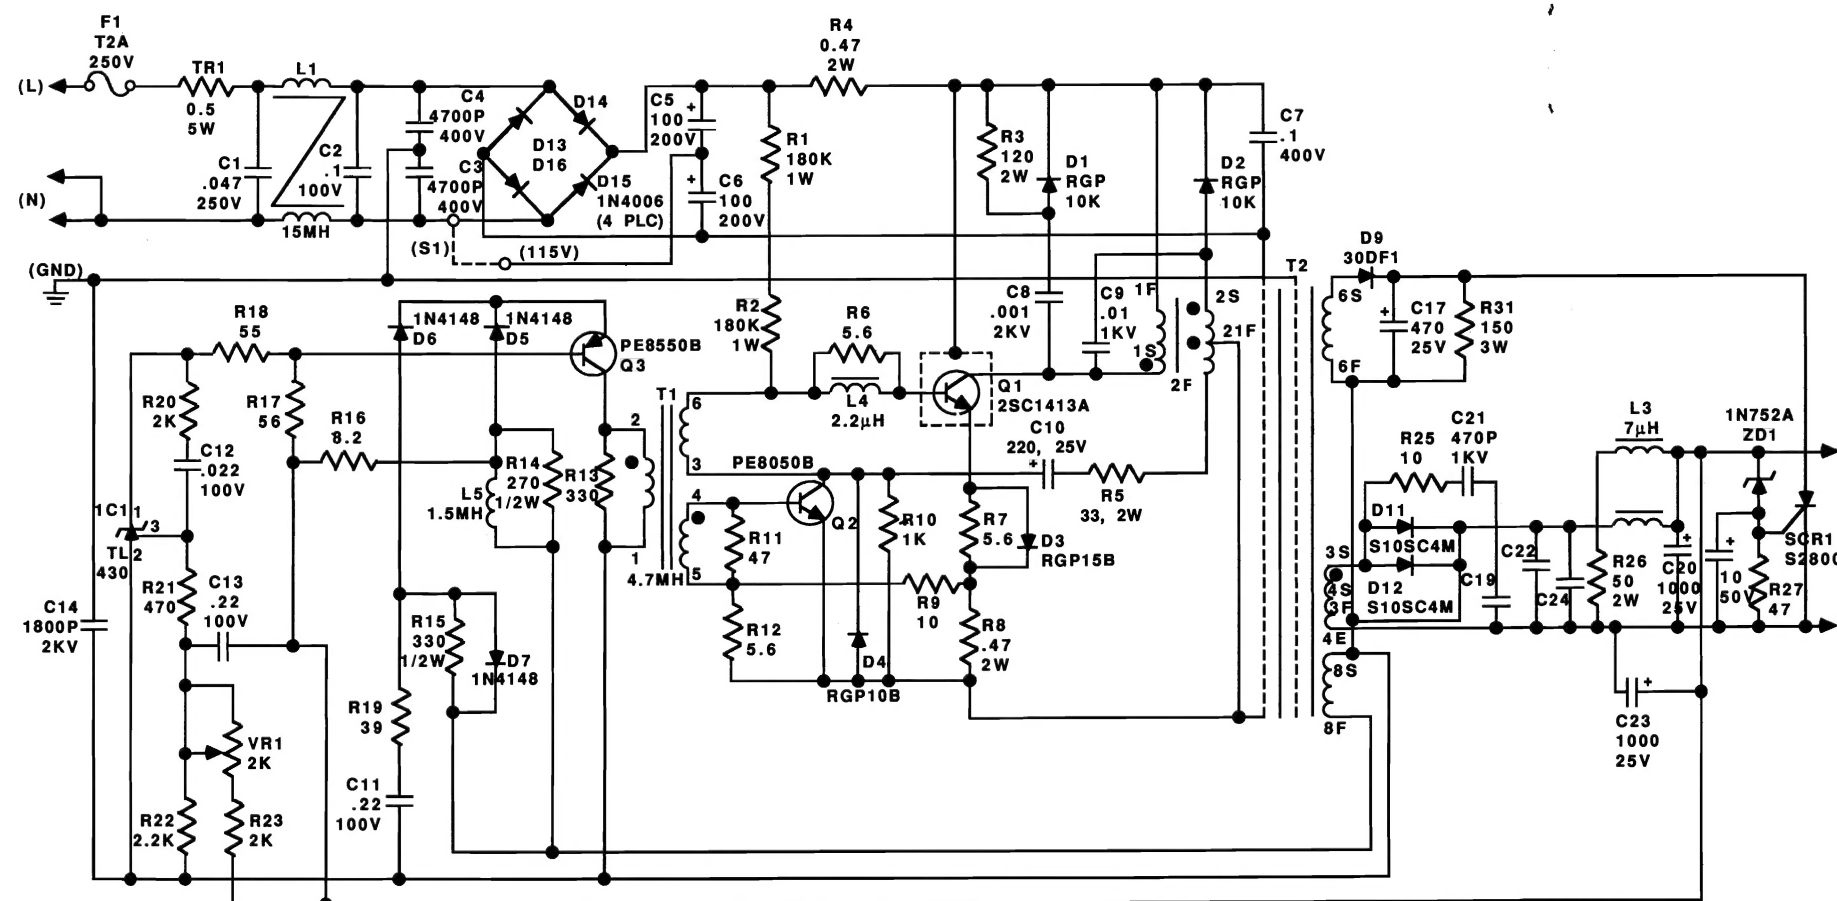 F1
T2A
250V
(L)
TR1
0.5
5W
L1
C4
4700P
400V
D14
D13
D16
C5
100
200V
R4
0.47
2W
C7
.1
400V
R1
180K
1W
R3
120
2W
D1
RGP
10K
D2
RGP
10K
(N)
C1
.047
250V
C2
.1
100V
C3
4700P
400V
D15
1N4006
(4 PLC)
C6
100
200V
15MH
(S1)
(115V)
(GND)
T2
D9
30DF1
R18
55
1N4148
D6
1N4148
D5
PE8550B
Q3
R2
180K
1W
R6
5.6
L4
2.2µH
C8
.001
2KV
C9
.01
1KV
1F
1S
2S
21F
2F
6S
6F
C17
470
25V
R31
150
3W
Q1
2SC1413A
C10
220, 25V
+
R5
33, 2W
R20
2K
R17
56
R16
8.2
T1
6
3
2
1
4
5
4.7MH
C12
.022
100V
L5
1.5MH
R14
270
1/2W
R13
330
PE8050B
Q2
R11
47
R10
1K
R7
5.6
D3
RGP15B
1C1 1
3
TL 2
430
R21
470
C13
.22
100V
R9
10
R12
5.6
R8
.47
2W
D4
RGP10B
C14
1800P
2KV
R15
330
1/2W
D7
1N4148
R19
39
VR1
2K
C11
.22
100V
R22
2.2K
R23
2K
R25
10
C21
470P
1KV
L3
7µH
1N752A
ZD1
D11
S10SC4M
D12
S10SC4M
3S
4S
3F
4E
8S
8F
C19
C22
C24
R26
50
2W
C20
1000
25V
10
50V
R27
47
SCR1
S2800
C23
1000
25V